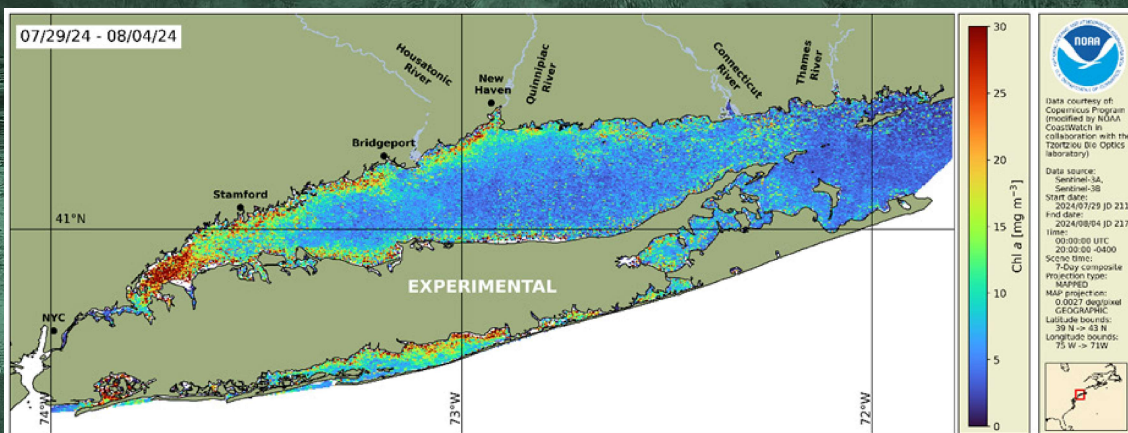 07/29/24 - 08/04/24
Housatonic
River
New
Haven
Quinnipiac
River
Connecticut
River
Thames
River
Bridgeport
Stamford
41°N
EXPERIMENTAL
NYC
74°W
73°W
72°W
30
25
20
15
10
5
0
Chl a [mg m⁻³]
NOAA
Data courtesy of:
Copernicus Program
(modified by NOAA
CoastWatch in
collaboration with the
Tzortziou Bio Optics
laboratory)
Data source:
Sentinel-3A,
Sentinel-3B
Start date:
2024/07/29 JD 211
End date:
2024/08/04 JD 217
Time:
00:00:00 UTC
20:00:00 -0400
Scene time:
7-Day composite
Projection type:
MAPPED
MAP projection:
0.0027 deg/pixel
GEOGRAPHIC
Latitude bounds:
39 N -> 43 N
Longitude bounds:
75 W -> 71W